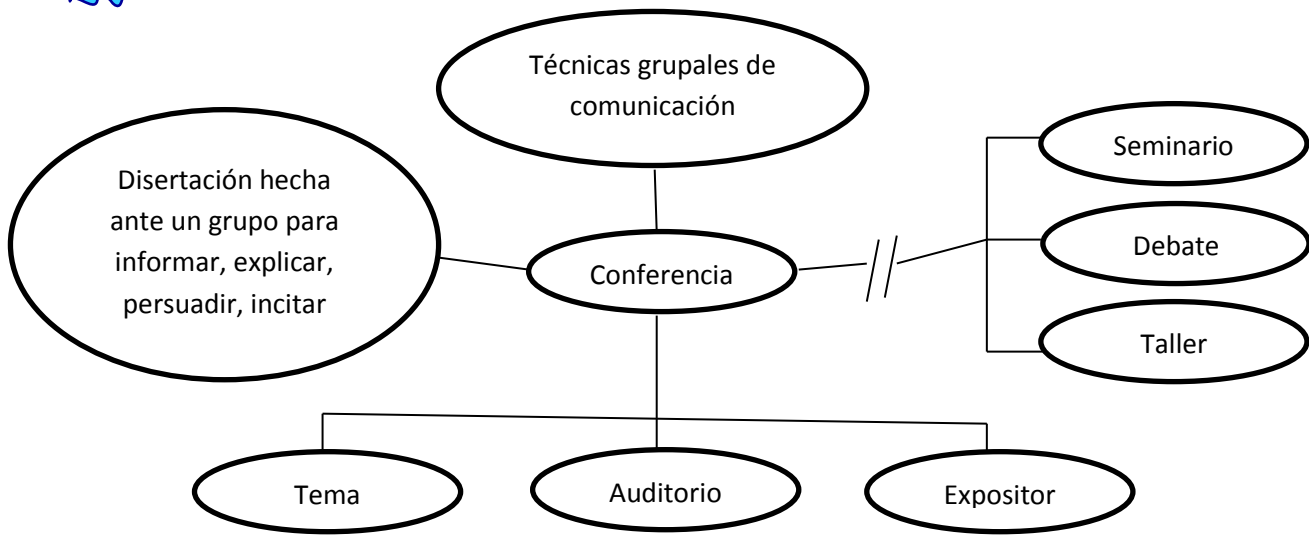 Técnicas grupales de
comunicación
Disertación hecha
ante un grupo para
informar, explicar,
persuadir, incitar
Conferencia
Seminario
Debate
Taller
Tema
Auditorio
Expositor